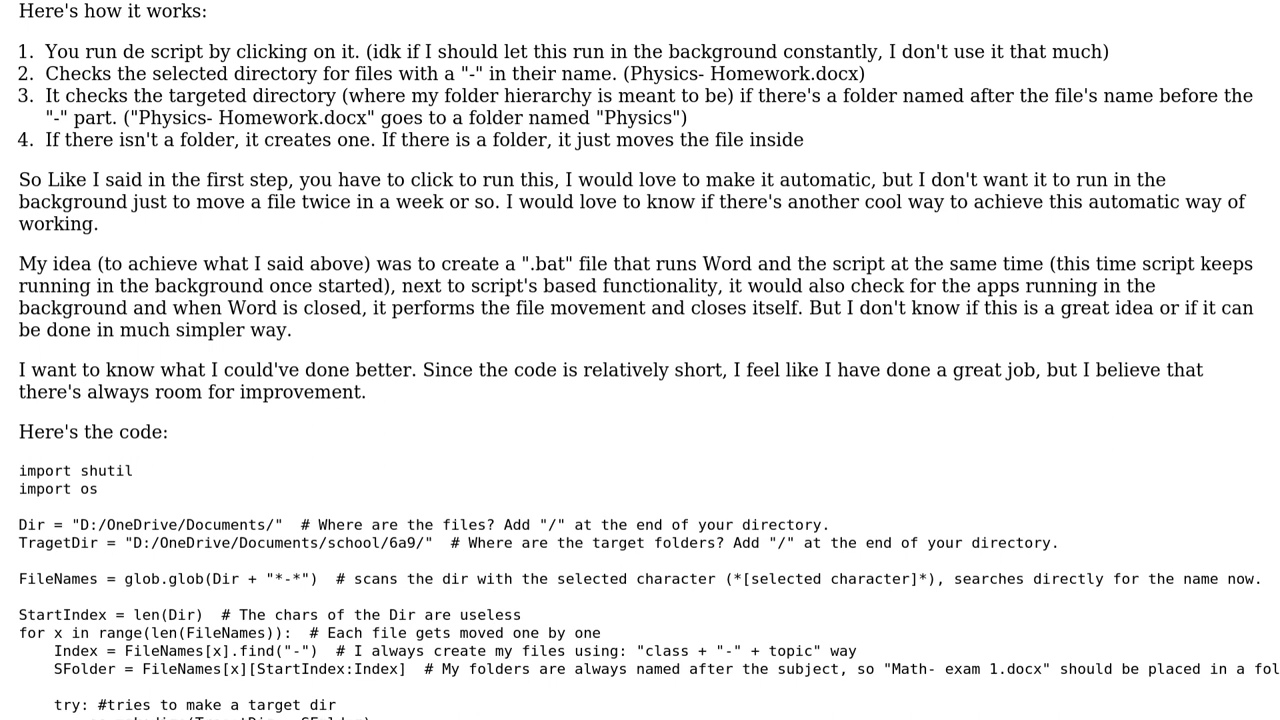 Here's how it works:
1. You run de script by clicking on it. (idk if I should let this run in the background constantly, I don't use it that much)
2. Checks the selected directory for files with a "-" in their name. (Physics- Homework.docx)
3. It checks the targeted directory (where my folder hierarchy is meant to be) if there's a folder named after the file's name before the
"-" part. ("Physics- Homework.docx" goes to a folder named "Physics")
4. If there isn't a folder, it creates one. If there is a folder, it just moves the file inside
So Like I said in the first step, you have to click to run this, I would love to make it automatic, but I don't want it to run in the
background just to move a file twice in a week or so. I would love to know if there's another cool way to achieve this automatic way of
working.
My idea (to achieve what I said above) was to create a ".bat" file that runs Word and the script at the same time (this time script keeps
running in the background once started), next to script's based functionality, it would also check for the apps running in the
background and when Word is closed, it performs the file movement and closes itself. But I don't know if this is a great idea or if it can
be done in much simpler way.
I want to know what I could've done better. Since the code is relatively short, I feel like I have done a great job, but I believe that
there's always room for improvement.
Here's the code:
import shutil
import os
Dir = "D:/OneDrive/Documents/"  # Where are the files? Add "/" at the end of your directory.
TragetDir = "D:/OneDrive/Documents/school/6a9/"  # Where are the target folders? Add "/" at the end of your directory.
FileNames = glob.glob(Dir + "*-*")  # scans the dir with the selected character (*[selected character]*), searches directly for the name now.
StartIndex = len(Dir)  # The chars of the Dir are useless
for x in range(len(FileNames)):  # Each file gets moved one by one
    Index = FileNames[x].find("-")  # I always create my files using: "class + "-" + topic" way
    SFolder = FileNames[x][StartIndex:Index]  # My folders are always named after the subject, so "Math- exam 1.docx" should be placed in a fol
    try: #tries to make a target dir